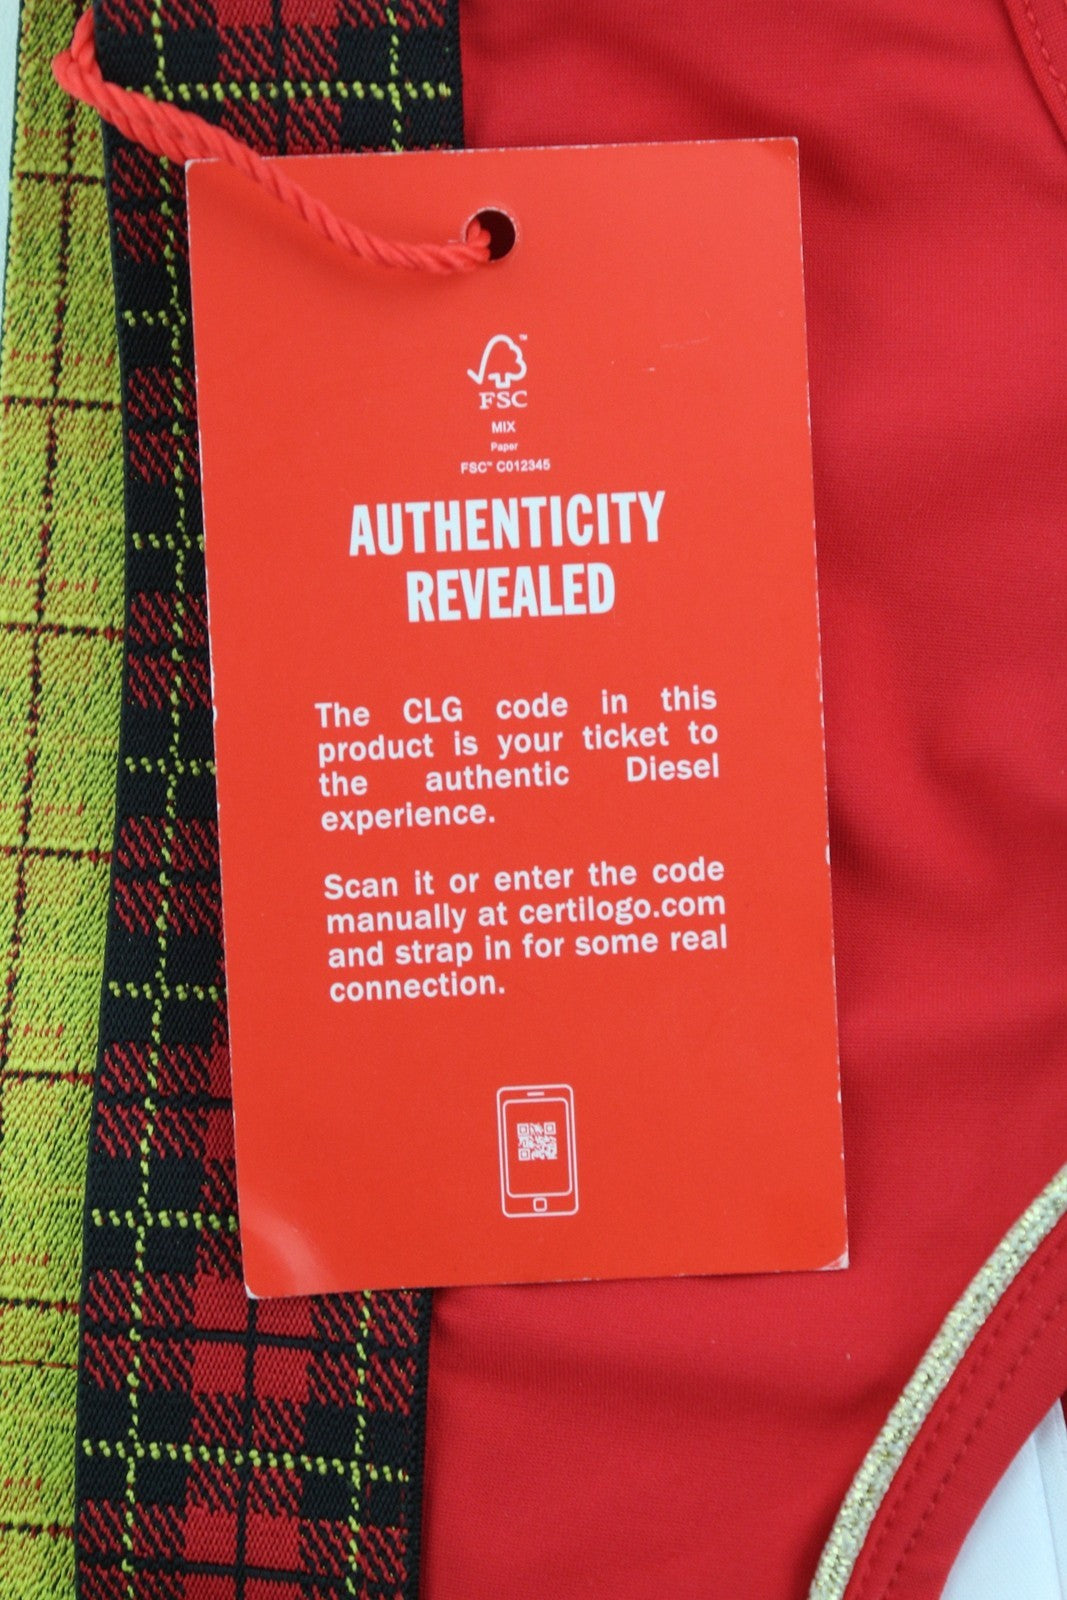 FSC™
MIX
Paper
FSC™ C012345
AUTHENTICITY
REVEALED
The CLG code in this
product is your ticket to
the authentic Diesel
experience.
Scan it or enter the code
manually at certilogo.com
and strap in for some real
connection.